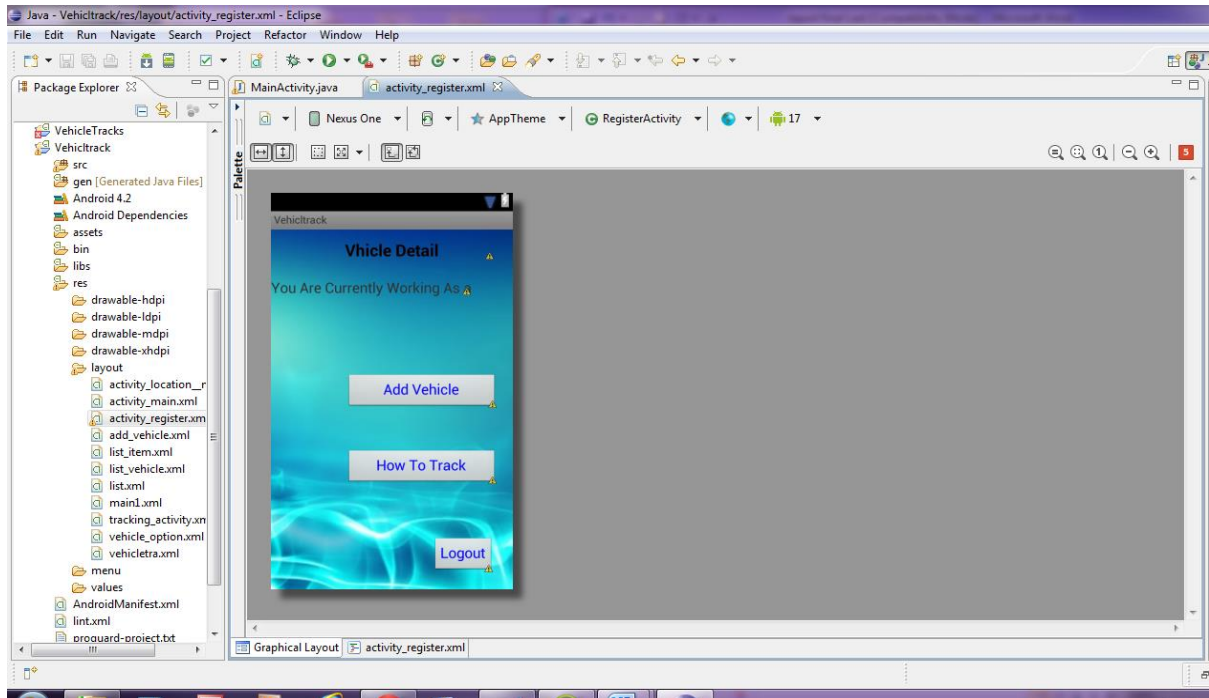 Java - Vehicltrack/res/layout/activity_register.xml - Eclipse
File Edit Run Navigate Search Project Refactor Window Help
Package Explorer
MainActivity.java
activity_register.xml
Palette
Nexus One
AppTheme
RegisterActivity
17
5
VehicleTracks
Vehicltrack
src
gen [Generated Java Files]
Android 4.2
Android Dependencies
assets
bin
libs
res
drawable-hdpi
drawable-ldpi
drawable-mdpi
drawable-xhdpi
layout
activity_location__r
activity_main.xml
activity_register.xm
add_vehicle.xml
list_item.xml
list_vehicle.xml
list.xml
main1.xml
tracking_activity.xn
vehicle_option.xml
vehicletra.xml
menu
values
AndroidManifest.xml
lint.xml
proguard-project.txt
Vehicltrack
Vhicle Detail
You Are Currently Working As
Add Vehicle
How To Track
Logout
Graphical Layout
activity_register.xml